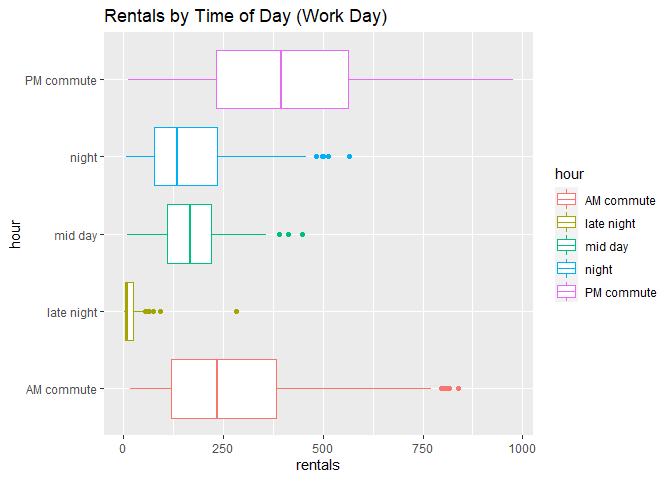 Rentals by Time of Day (Work Day)
PM commute
night
mid day
late night
AM commute
hour
0
250
500
750
1000
rentals
hour
AM commute
late night
mid day
night
PM commute